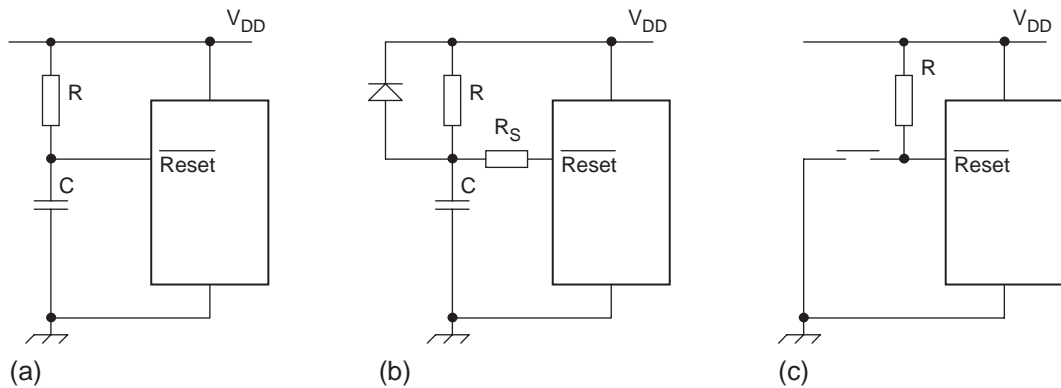 V_DD
R
Reset
C
(a)
V_DD
R
R_S
Reset
C
(b)
V_DD
R
Reset
(c)